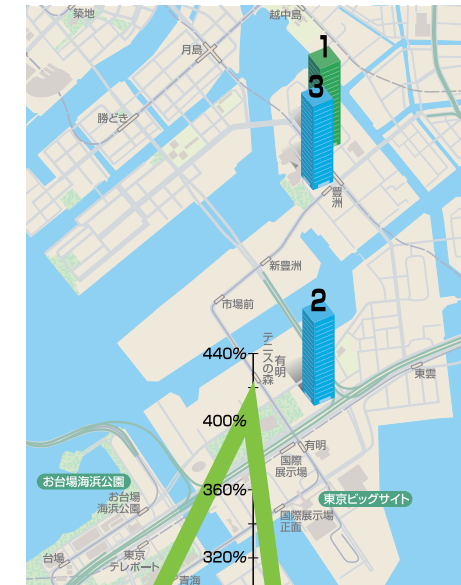 築地
越中島
月島
1
3
勝どき
豊洲
新豊洲
2
市場前
440%
有明
テニスの森
東雲
400%
有明
国際
展示場
お台場海浜公園
360%
東京ビッグサイト
お台場
海浜公園
国際展示場
正面
台場
東京
テレポート
320%
青海